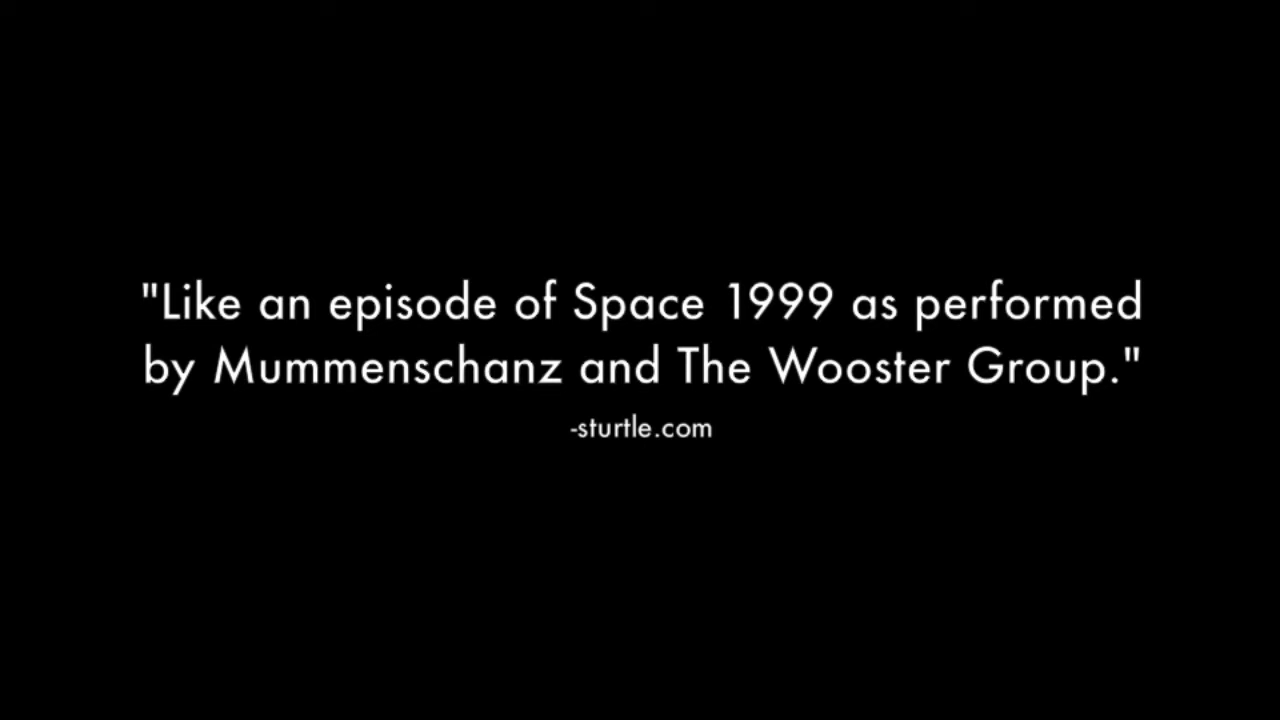 "Like an episode of Space 1999 as performed
by Mummenschanz and The Wooster Group."
-sturtle.com